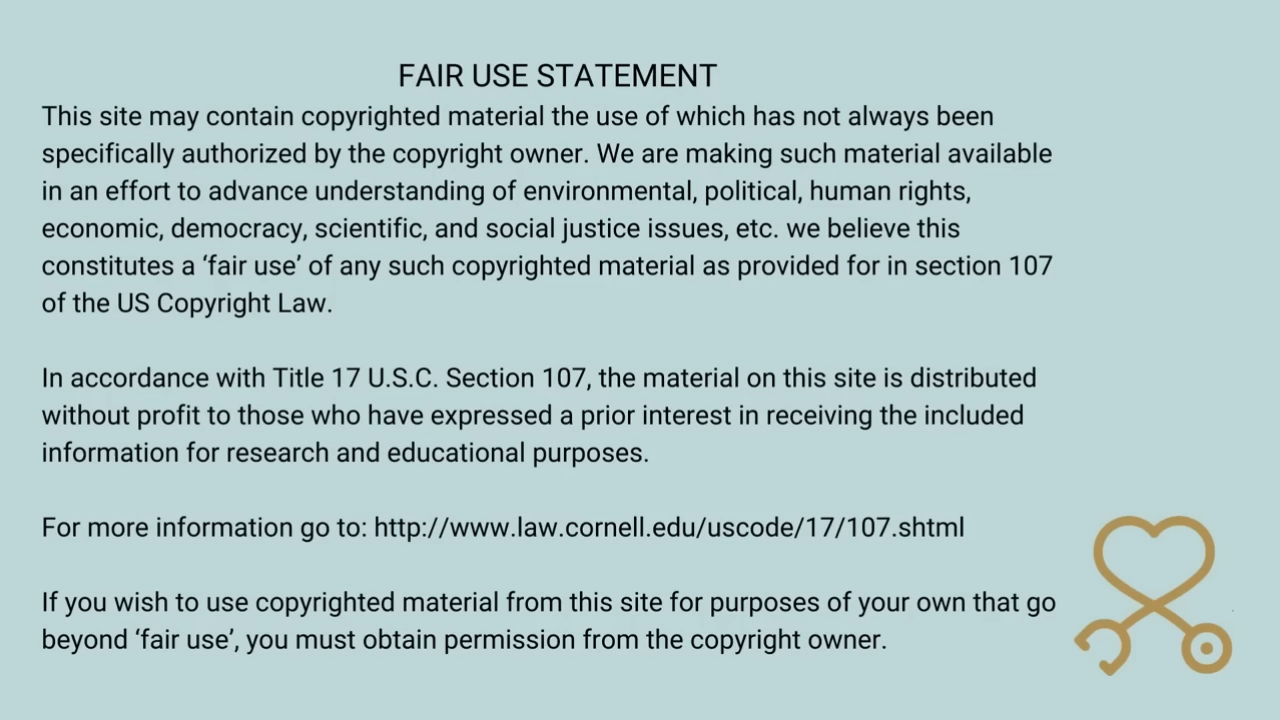 FAIR USE STATEMENT
This site may contain copyrighted material the use of which has not always been
specifically authorized by the copyright owner. We are making such material available
in an effort to advance understanding of environmental, political, human rights,
economic, democracy, scientific, and social justice issues, etc. we believe this
constitutes a ‘fair use’ of any such copyrighted material as provided for in section 107
of the US Copyright Law.
In accordance with Title 17 U.S.C. Section 107, the material on this site is distributed
without profit to those who have expressed a prior interest in receiving the included
information for research and educational purposes.
For more information go to: http://www.law.cornell.edu/uscode/17/107.shtml
If you wish to use copyrighted material from this site for purposes of your own that go
beyond ‘fair use’, you must obtain permission from the copyright owner.